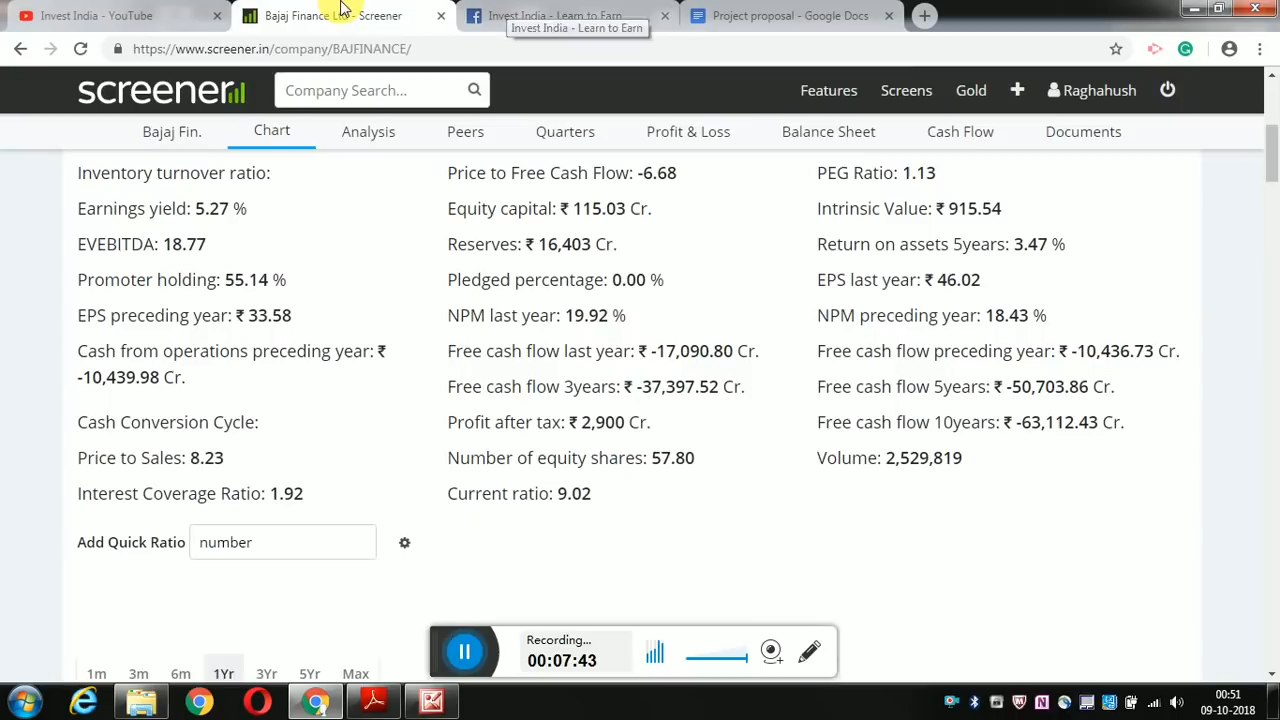 Invest India - YouTube
Bajaj Finance L - Screener
Invest India - Learn to Earn
Project proposal - Google Docs
Invest India - Learn to Earn
https://www.screener.in/company/BAJFINANCE/
screener
Company Search...
Features
Screens
Gold
Raghahush
Bajaj Fin.
Chart
Analysis
Peers
Quarters
Profit & Loss
Balance Sheet
Cash Flow
Documents
Inventory turnover ratio:
Price to Free Cash Flow: -6.68
PEG Ratio: 1.13
Earnings yield: 5.27 %
Equity capital: ₹ 115.03 Cr.
Intrinsic Value: ₹ 915.54
EVEBITDA: 18.77
Reserves: ₹ 16,403 Cr.
Return on assets 5years: 3.47 %
Promoter holding: 55.14 %
Pledged percentage: 0.00 %
EPS last year: ₹ 46.02
EPS preceding year: ₹ 33.58
NPM last year: 19.92 %
NPM preceding year: 18.43 %
Cash from operations preceding year: ₹
-10,439.98 Cr.
Free cash flow last year: ₹ -17,090.80 Cr.
Free cash flow preceding year: ₹ -10,436.73 Cr.
Free cash flow 3years: ₹ -37,397.52 Cr.
Free cash flow 5years: ₹ -50,703.86 Cr.
Cash Conversion Cycle:
Profit after tax: ₹ 2,900 Cr.
Free cash flow 10years: ₹ -63,112.43 Cr.
Price to Sales: 8.23
Number of equity shares: 57.80
Volume: 2,529,819
Interest Coverage Ratio: 1.92
Current ratio: 9.02
Add Quick Ratio
number
Recording...
00:07:43
1m
3m
6m
1Yr
3Yr
5Yr
Max
00:51
09-10-2018